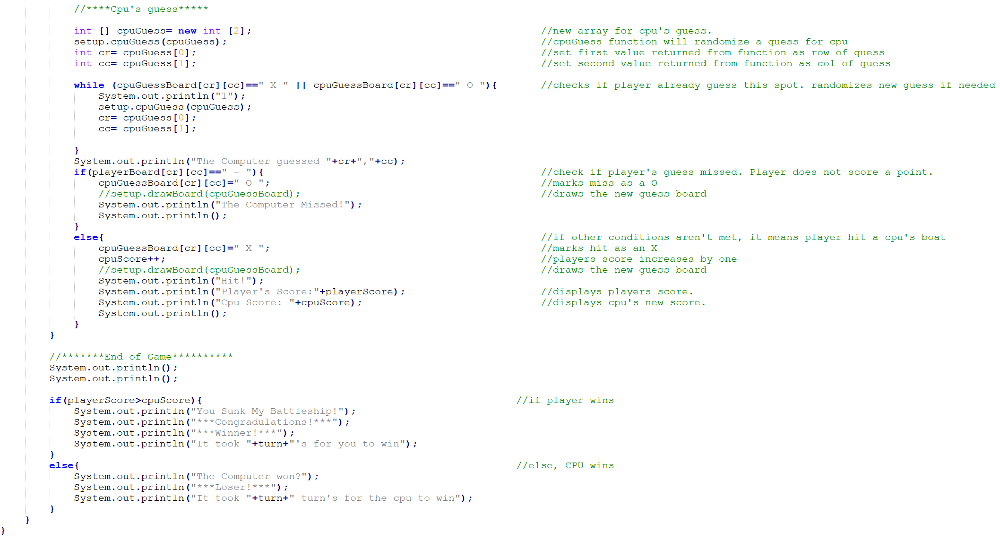 //****Cpu's guess*****
int [] cpuGuess= new int [2]; //new array for cpu's guess.
setup.cpuGuess(cpuGuess); //cpuGuess function will randomize a guess for cpu
int cr= cpuGuess[0]; //set first value returned from function as row of guess
int cc= cpuGuess[1]; //set second value returned from function as col of guess
while (cpuGuessBoard[cr][cc]==" X " || cpuGuessBoard[cr][cc]==" O "){ //checks if player already guess this spot. randomizes new guess if needed
System.out.println("1");
setup.cpuGuess(cpuGuess);
cr= cpuGuess[0];
cc= cpuGuess[1];
}
System.out.println("The Computer guessed "+cr+","+cc);
if(playerBoard[cr][cc]==" - "){ //check if player's guess missed. Player does not score a point.
cpuGuessBoard[cr][cc]=" O "; //marks miss as a O
//setup.drawBoard(cpuGuessBoard); //draws the new guess board
System.out.println("The Computer Missed!");
System.out.println();
}
else{ //if other conditions aren't met, it means player hit a cpu's boat
cpuGuessBoard[cr][cc]=" X "; //marks hit as an X
cpuScore++; //players score increases by one
//setup.drawBoard(cpuGuessBoard); //draws the new guess board
System.out.println("Hit!");
System.out.println("Player's Score:"+playerScore); //displays players score.
System.out.println("Cpu Score: "+cpuScore); //displays cpu's new score.
System.out.println();
}
}
//*******End of Game**********
System.out.println();
System.out.println();
if(playerScore>cpuScore){ //if player wins
System.out.println("You Sunk My Battleship!");
System.out.println("***Congradulations!***");
System.out.println("***Winner!***");
System.out.println("It took "+turn+"'s for you to win");
}
else{ //else, CPU wins
System.out.println("The Computer won?");
System.out.println("***Loser!***");
System.out.println("It took "+turn+" turn's for the cpu to win");
}
}
}